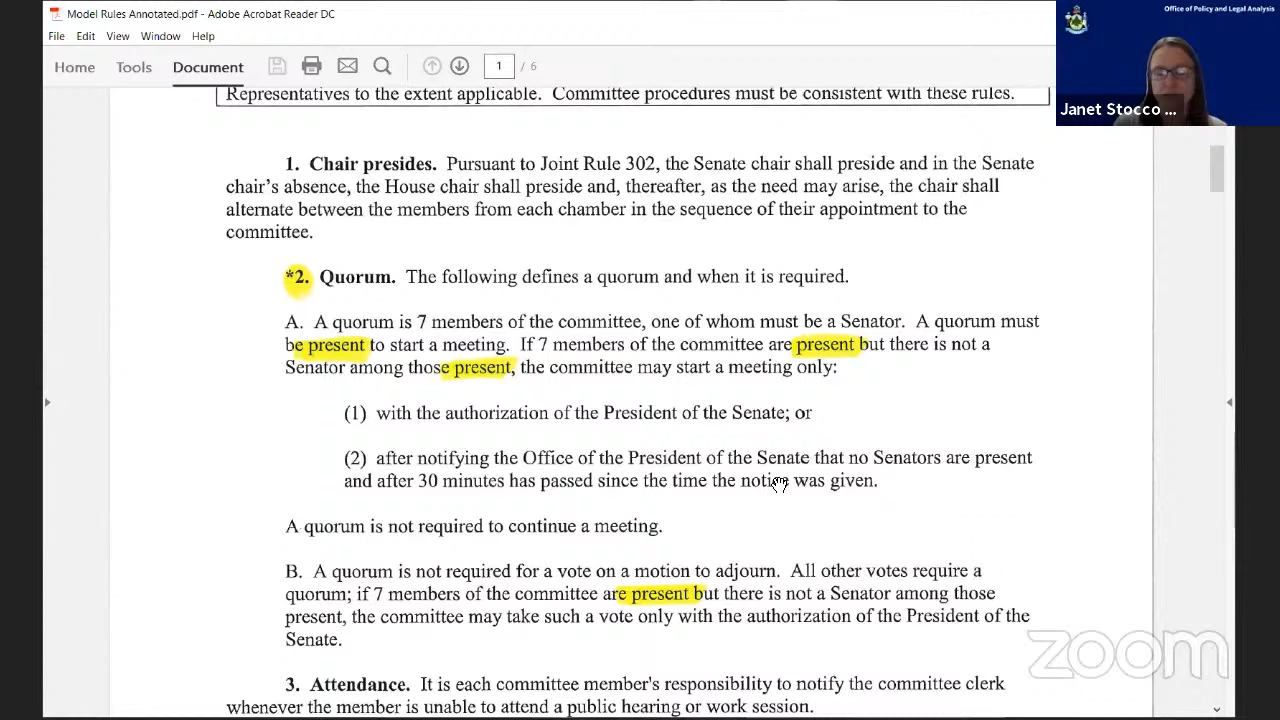 Model Rules Annotated.pdf - Adobe Acrobat Reader DC
File Edit View Window Help
Home Tools Document 1 / 6
Office of Policy and Legal Analysis
Janet Stocco ...
Representatives to the extent applicable. Committee procedures must be consistent with these rules.
1. Chair presides. Pursuant to Joint Rule 302, the Senate chair shall preside and in the Senate
chair's absence, the House chair shall preside and, thereafter, as the need may arise, the chair shall
alternate between the members from each chamber in the sequence of their appointment to the
committee.
*2. Quorum. The following defines a quorum and when it is required.
A. A quorum is 7 members of the committee, one of whom must be a Senator. A quorum must
be present to start a meeting. If 7 members of the committee are present but there is not a
Senator among those present, the committee may start a meeting only:
(1) with the authorization of the President of the Senate; or
(2) after notifying the Office of the President of the Senate that no Senators are present
and after 30 minutes has passed since the time the notice was given.
A quorum is not required to continue a meeting.
B. A quorum is not required for a vote on a motion to adjourn. All other votes require a
quorum; if 7 members of the committee are present but there is not a Senator among those
present, the committee may take such a vote only with the authorization of the President of the
Senate.
3. Attendance. It is each committee member's responsibility to notify the committee clerk
whenever the member is unable to attend a public hearing or work session.
zoom